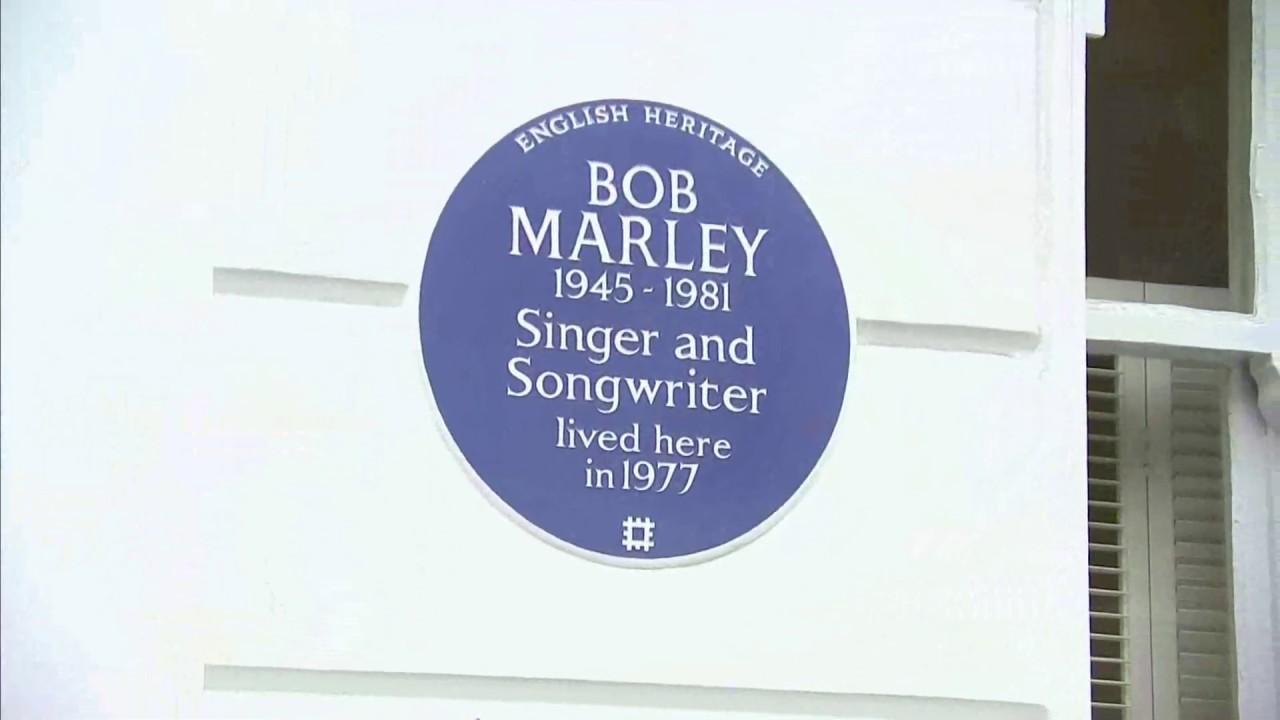 ENGLISH HERITAGE
BOB
MARLEY
1945 - 1981
Singer and
Songwriter
lived here
in 1977